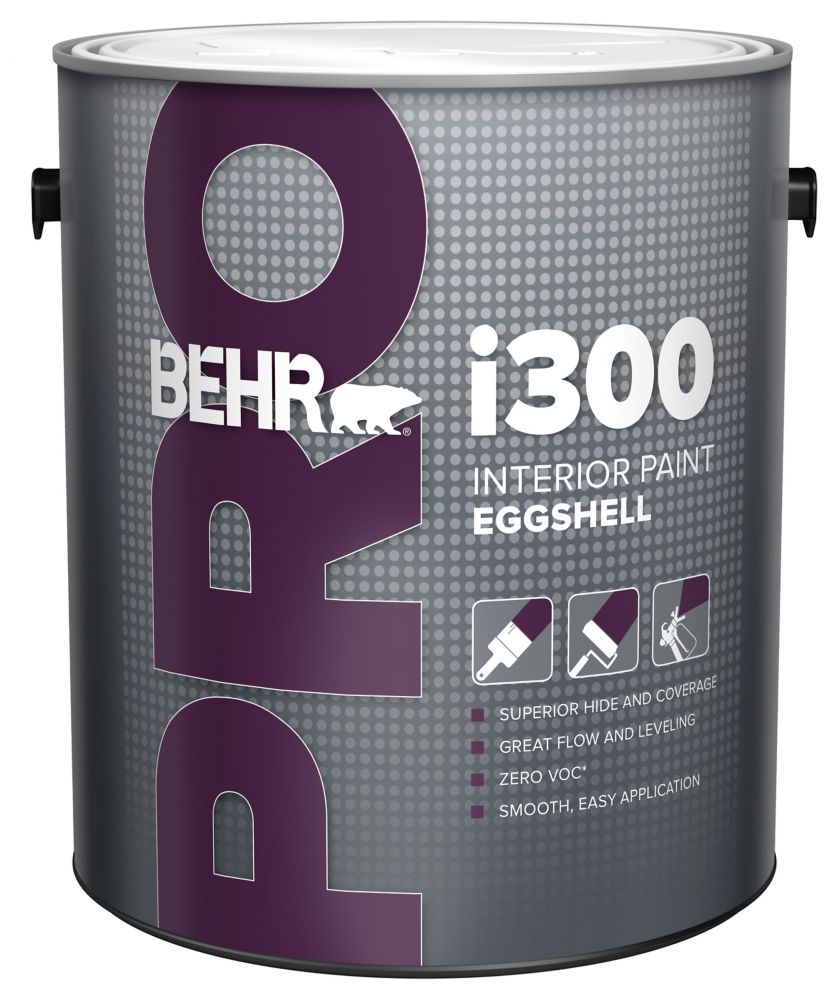 PRO
BEHR®
i300
INTERIOR PAINT
EGGSHELL
SUPERIOR HIDE AND COVERAGE
GREAT FLOW AND LEVELING
ZERO VOC*
SMOOTH, EASY APPLICATION